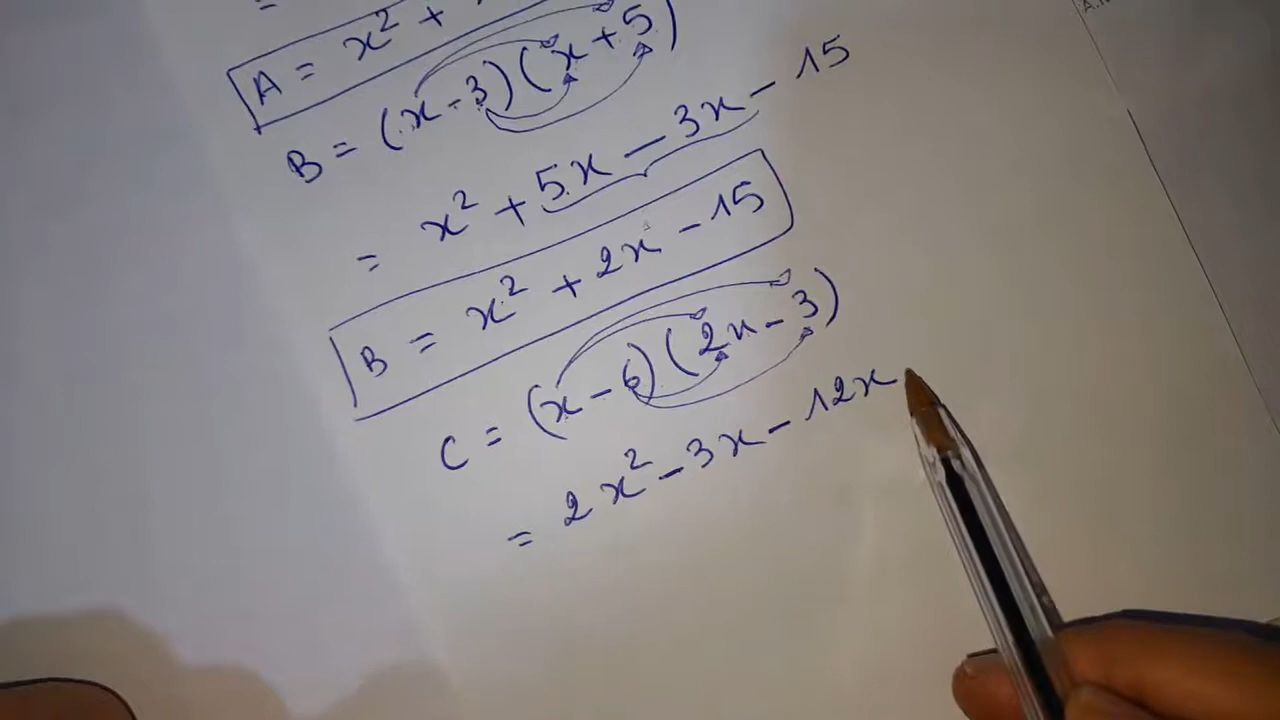 =
A = x² +
B = (x - 3)(x + 5)
= x² + 5x - 3x - 15
B = x² + 2x - 15
C = (x - 6)(2x - 3)
= 2x² - 3x - 12x